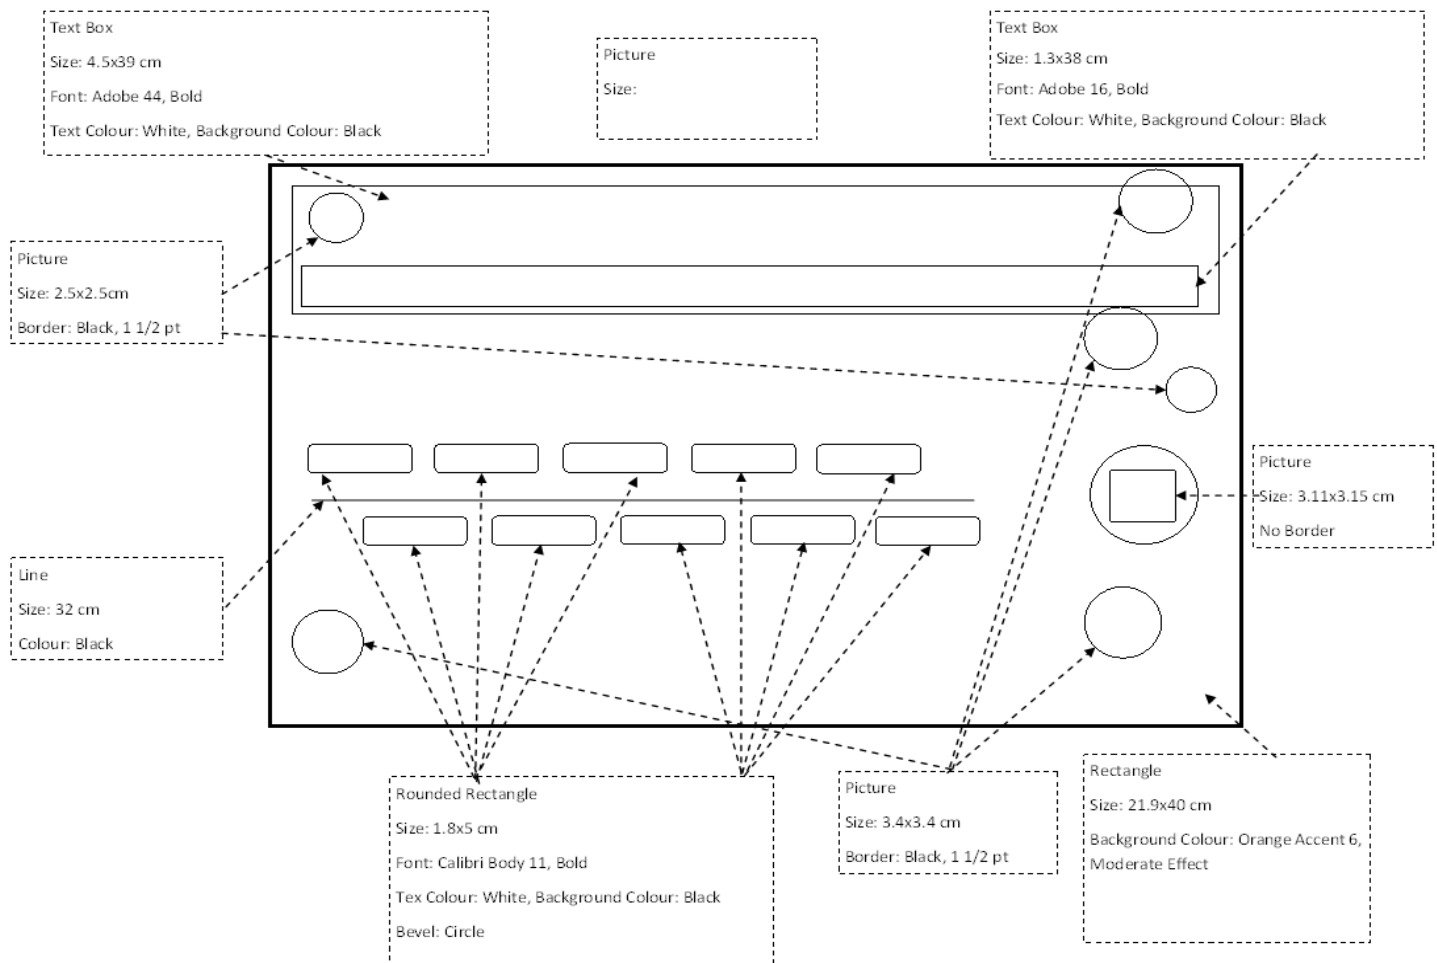 Text Box
Size: 4.5x39 cm
Font: Adobe 44, Bold
Text Colour: White, Background Colour: Black
Picture
Size:
Text Box
Size: 1.3x38 cm
Font: Adobe 16, Bold
Text Colour: White, Background Colour: Black
Picture
Size: 2.5x2.5cm
Border: Black, 1 1/2 pt
Picture
Size: 3.11x3.15 cm
No Border
Line
Size: 32 cm
Colour: Black
Rounded Rectangle
Size: 1.8x5 cm
Font: Calibri Body 11, Bold
Tex Colour: White, Background Colour: Black
Bevel: Circle
Picture
Size: 3.4x3.4 cm
Border: Black, 1 1/2 pt
Rectangle
Size: 21.9x40 cm
Background Colour: Orange Accent 6,
Moderate Effect